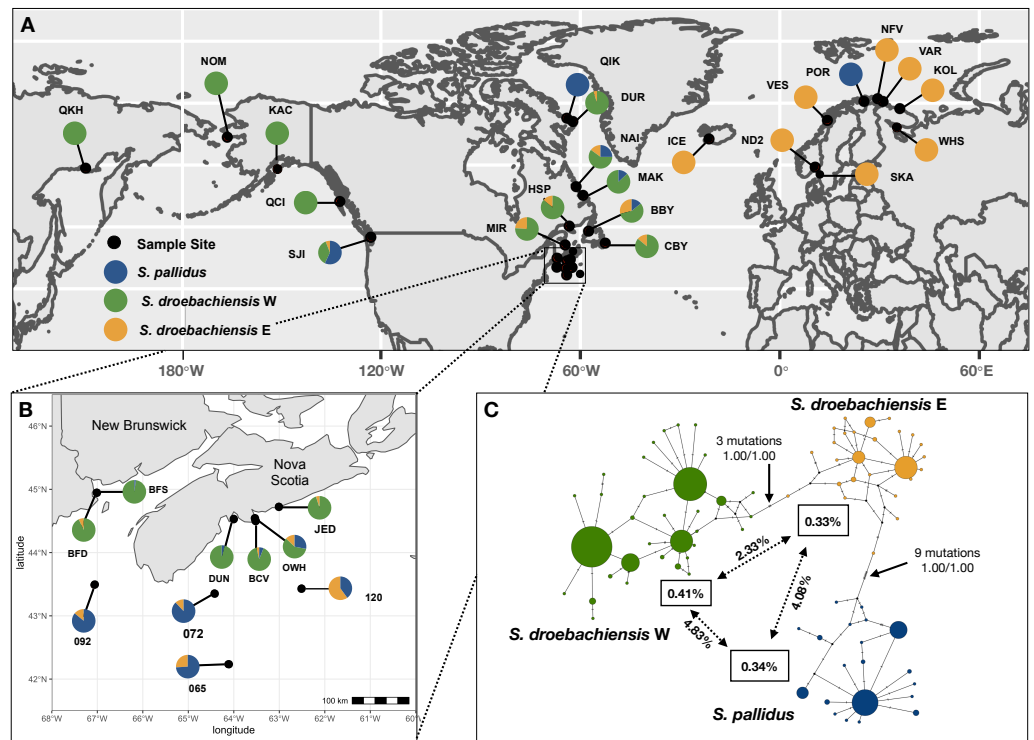 A
NOM
QKH
KAC
QCI
SJI
QIK
DUR
NAI
MAK
HSP
BBY
MIR
CBY
ICE
NFV
VAR
POR
KOL
VES
ND2
WHS
SKA
Sample Site
S. pallidus
S. droebachiensis W
S. droebachiensis E
180°W
120°W
60°W
0°
60°E
B
New Brunswick
Nova
Scotia
BFS
BFD
JED
DUN
BCV
OWH
120
092
072
065
46°N
45°N
44°N
43°N
42°N
latitude
100 km
68°W
67°W
66°W
65°W
64°W
63°W
62°W
61°W
60°
longitude
C
S. droebachiensis E
3 mutations
1.00/1.00
0.33%
2.33%
9 mutations
1.00/1.00
4.08%
0.41%
4.83%
S. droebachiensis W
0.34%
S. pallidus